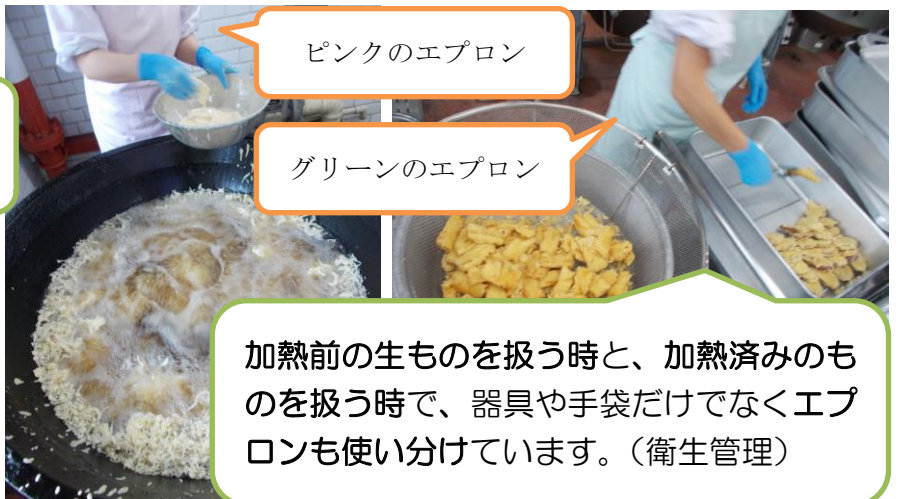 ピンクのエプロン
グリーンのエプロン
加熱前の生ものを扱う時と、加熱済みのも
のを扱う時で、器具や手袋だけでなくエプ
ロンも使い分けています。（衛生管理）